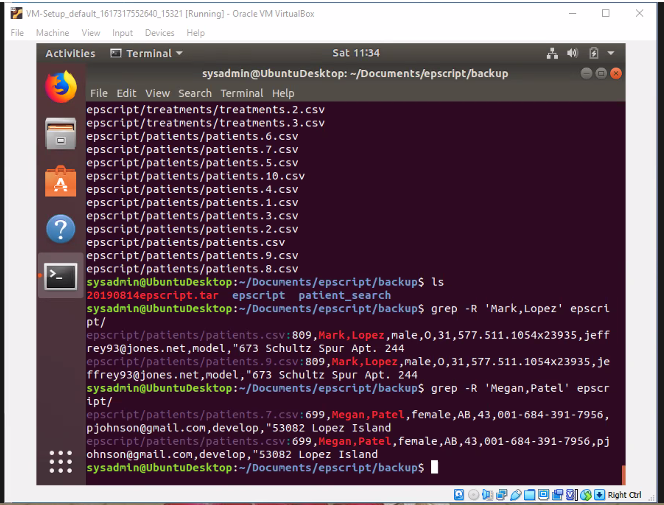 VM-Setup_default_1617317552640_15321 [Running] - Oracle VM VirtualBox
File Machine View Input Devices Help
Activities Terminal Sat 11:34
sysadmin@UbuntuDesktop: ~/Documents/epscript/backup
File Edit View Search Terminal Help
epscript/treatments/treatments.2.csv
epscript/treatments/treatments.3.csv
epscript/patients/patients.6.csv
epscript/patients/patients.7.csv
epscript/patients/patients.5.csv
epscript/patients/patients.10.csv
epscript/patients/patients.4.csv
epscript/patients/patients.1.csv
epscript/patients/patients.3.csv
epscript/patients/patients.2.csv
epscript/patients/patients.csv
epscript/patients/patients.9.csv
epscript/patients/patients.8.csv
sysadmin@UbuntuDesktop:~/Documents/epscript/backup$ ls
20190814epscript.tar epscript patient_search
sysadmin@UbuntuDesktop:~/Documents/epscript/backup$ grep -R 'Mark,Lopez' epscri
pt/
epscript/patients/patients.csv:809,Mark,Lopez,male,O,31,577.511.1054x23935,jeff
rey93@jones.net,model,"673 Schultz Spur Apt. 244
epscript/patients/patients.9.csv:809,Mark,Lopez,male,O,31,577.511.1054x23935,je
ffrey93@jones.net,model,"673 Schultz Spur Apt. 244
sysadmin@UbuntuDesktop:~/Documents/epscript/backup$ grep -R 'Megan,Patel' epscr
ipt/
epscript/patients/patients.7.csv:699,Megan,Patel,female,AB,43,001-684-391-7956,
pjohnson@gmail.com,develop,"53082 Lopez Island
epscript/patients/patients.csv:699,Megan,Patel,female,AB,43,001-684-391-7956,pj
ohnson@gmail.com,develop,"53082 Lopez Island
sysadmin@UbuntuDesktop:~/Documents/epscript/backup$
Right Ctrl